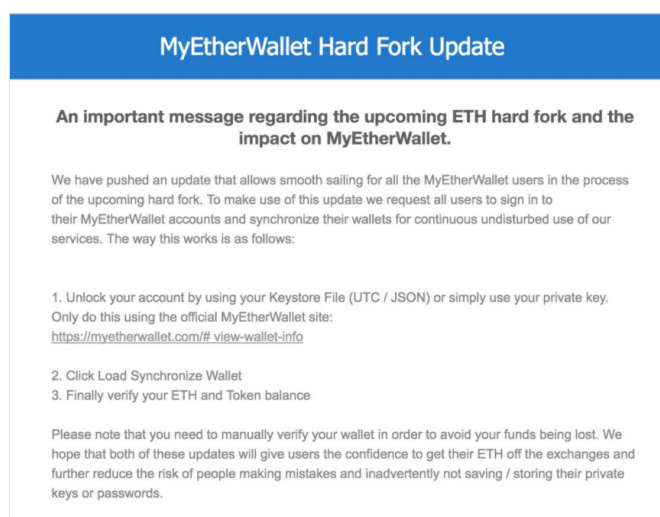 MyEtherWallet Hard Fork Update
An important message regarding the upcoming ETH hard fork and the
impact on MyEtherWallet.
We have pushed an update that allows smooth sailing for all the MyEtherWallet users in the process
of the upcoming hard fork. To make use of this update we request all users to sign in to
their MyEtherWallet accounts and synchronize their wallets for continuous undisturbed use of our
services. The way this works is as follows:
1. Unlock your account by using your Keystore File (UTC / JSON) or simply use your private key.
Only do this using the official MyEtherWallet site:
https://myetherwallet.com/# view-wallet-info
2. Click Load Synchronize Wallet
3. Finally verify your ETH and Token balance
Please note that you need to manually verify your wallet in order to avoid your funds being lost. We
hope that both of these updates will give users the confidence to get their ETH off the exchanges and
further reduce the risk of people making mistakes and inadvertently not saving / storing their private
keys or passwords.